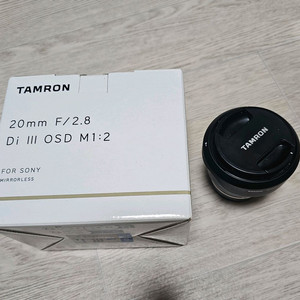 TAMRON
20mm F/2.8
Di III OSD M1:2
FOR SONY
MIRRORLESS
TAMRON